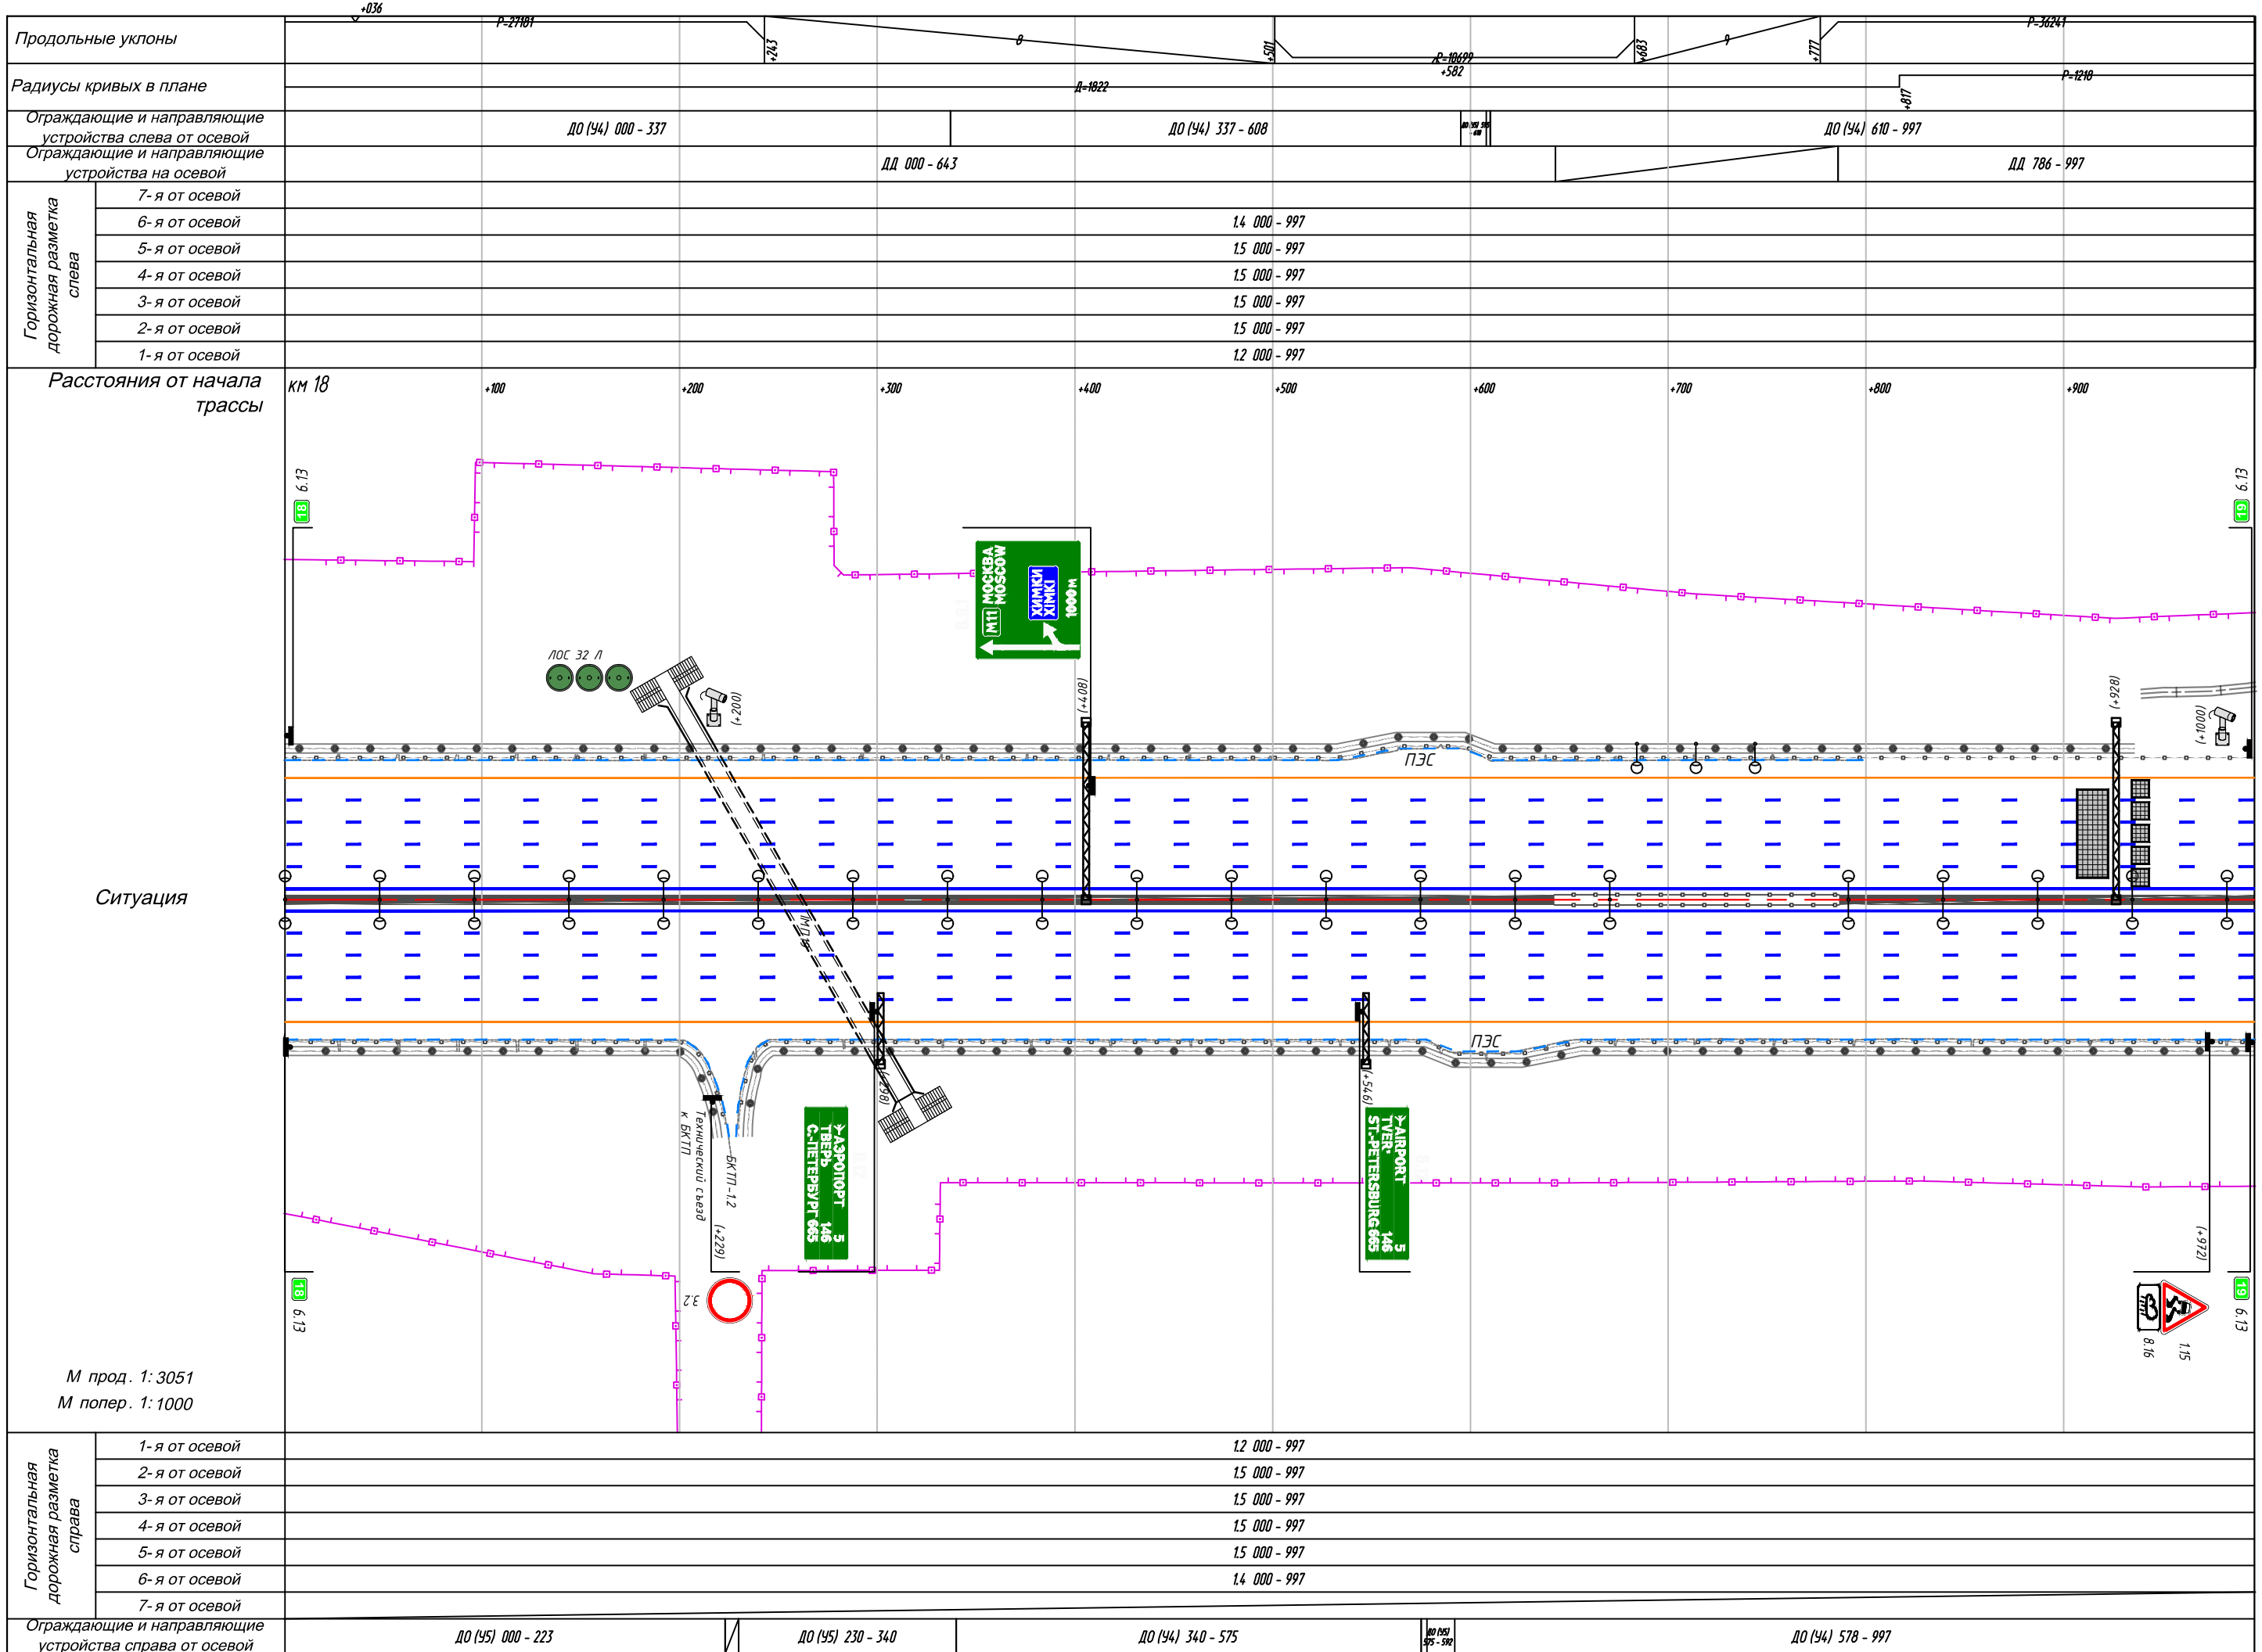 +036
Продольные уклоны
Р=27181
+243
8
+501
Р=10699
+683
9
+777
Р=36241
Радиусы кривых в плане
Д=1822
+582
+817
Р=1218
Ограждающие и направляющие
устройства слева от осевой
ДО (У4) 000 - 337
ДО (У4) 337 - 608
ДО (У4) 610 - 997
Ограждающие и направляющие
устройства на осевой
ДД 000 - 643
ДД 786 - 997
Горизонтальная
дорожная разметка
слева
7-я от осевой
6-я от осевой
1.4 000 - 997
5-я от осевой
1.5 000 - 997
4-я от осевой
1.5 000 - 997
3-я от осевой
1.5 000 - 997
2-я от осевой
1.5 000 - 997
1-я от осевой
1.2 000 - 997
Расстояния от начала
трассы
км 18
+100
+200
+300
+400
+500
+600
+700
+800
+900
18 6.13
19 6.13
М11 МОСКВА
MOSCOW
ХИМКИ
XIMKI
1000 м
ЛОС 32 Л
(+200)
(+408)
(+928)
(+1000)
ПЭС
Ситуация
ПЭС
(+298)
(+546)
Технический съезд
к БКТП
БКТП-1.2
(+229)
АЭРОПОРТ 5
ТВЕРЬ 146
С-ПЕТЕРБУРГ 665
AIRPORT 5
TVER' 146
ST.-PETERSBURG 665
(+972)
18 6.13
3.2
8.16
1.15
19 6.13
М прод. 1: 3051
М попер. 1: 1000
Горизонтальная
дорожная разметка
справа
1-я от осевой
1.2 000 - 997
2-я от осевой
1.5 000 - 997
3-я от осевой
1.5 000 - 997
4-я от осевой
1.5 000 - 997
5-я от осевой
1.5 000 - 997
6-я от осевой
1.4 000 - 997
7-я от осевой
Ограждающие и направляющие
устройства справа от осевой
ДО (У5) 000 - 223
ДО (У5) 230 - 340
ДО (У4) 340 - 575
ДО (У5)
575 - 592
ДО (У4) 578 - 997